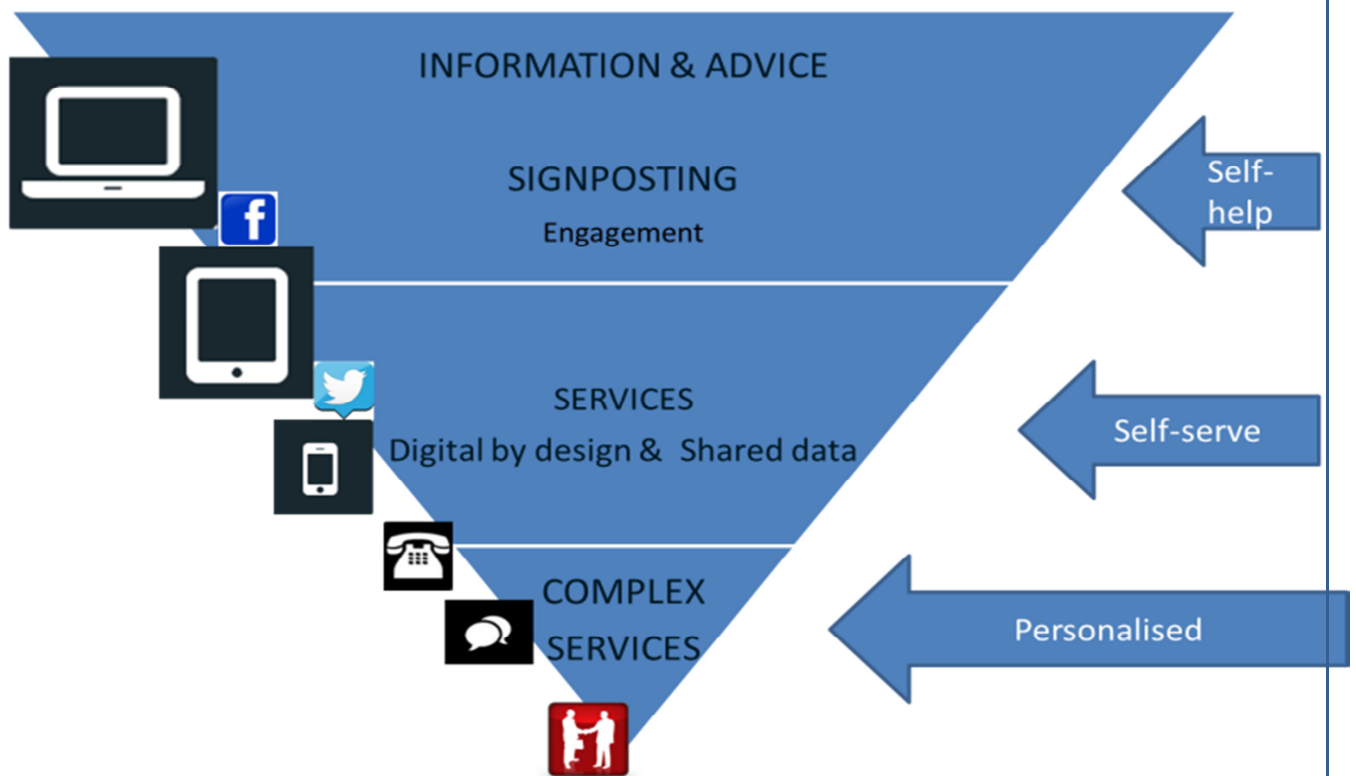 INFORMATION & ADVICE
SIGNPOSTING
Engagement
Self-
help
SERVICES
Digital by design & Shared data
Self-serve
COMPLEX
SERVICES
Personalised